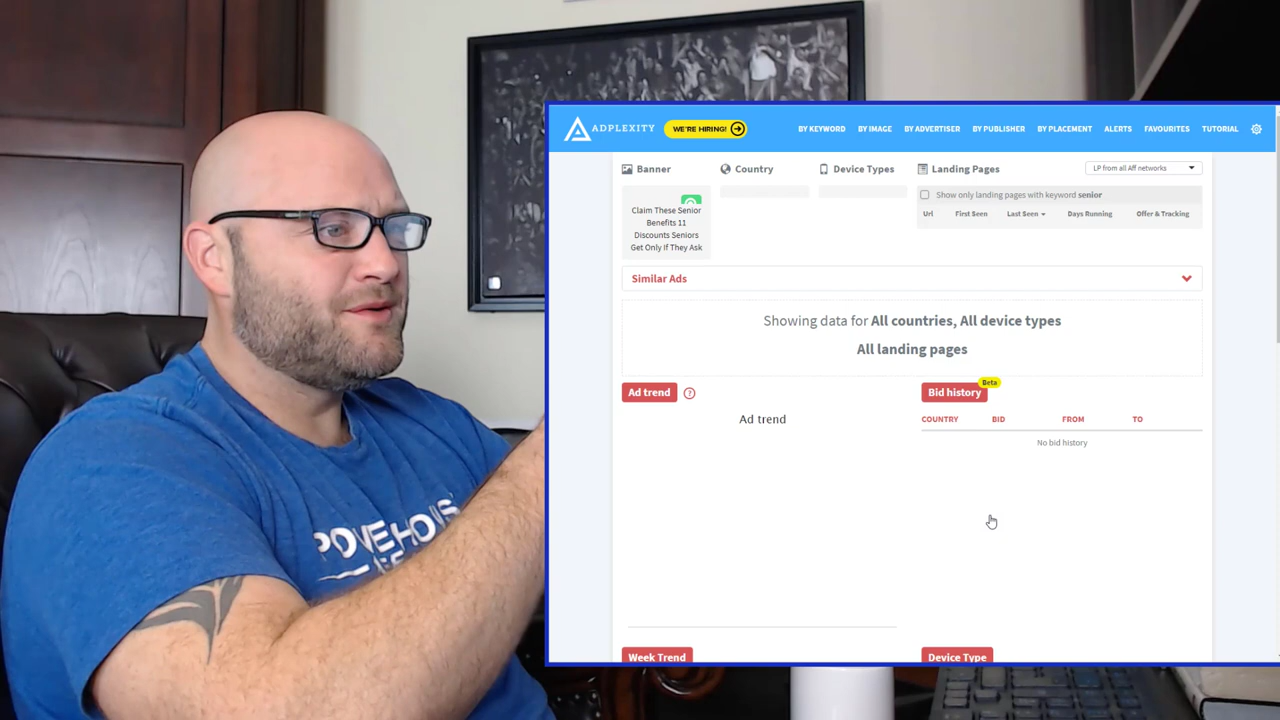 ADPLEXITY
WE'RE HIRING!
BY KEYWORD BY IMAGE BY ADVERTISER BY PUBLISHER BY PLACEMENT ALERTS FAVOURITES TUTORIAL
Banner Country Device Types Landing Pages LP from all Aff networks
Claim These Senior
Benefits 11
Discounts Seniors
Get Only If They Ask
Show only landing pages with keyword senior
Url First Seen Last Seen Days Running Offer & Tracking
Similar Ads
Showing data for All countries, All device types
All landing pages
Ad trend ?
Ad trend
Bid history Beta
COUNTRY BID FROM TO
No bid history
Week Trend
Device Type